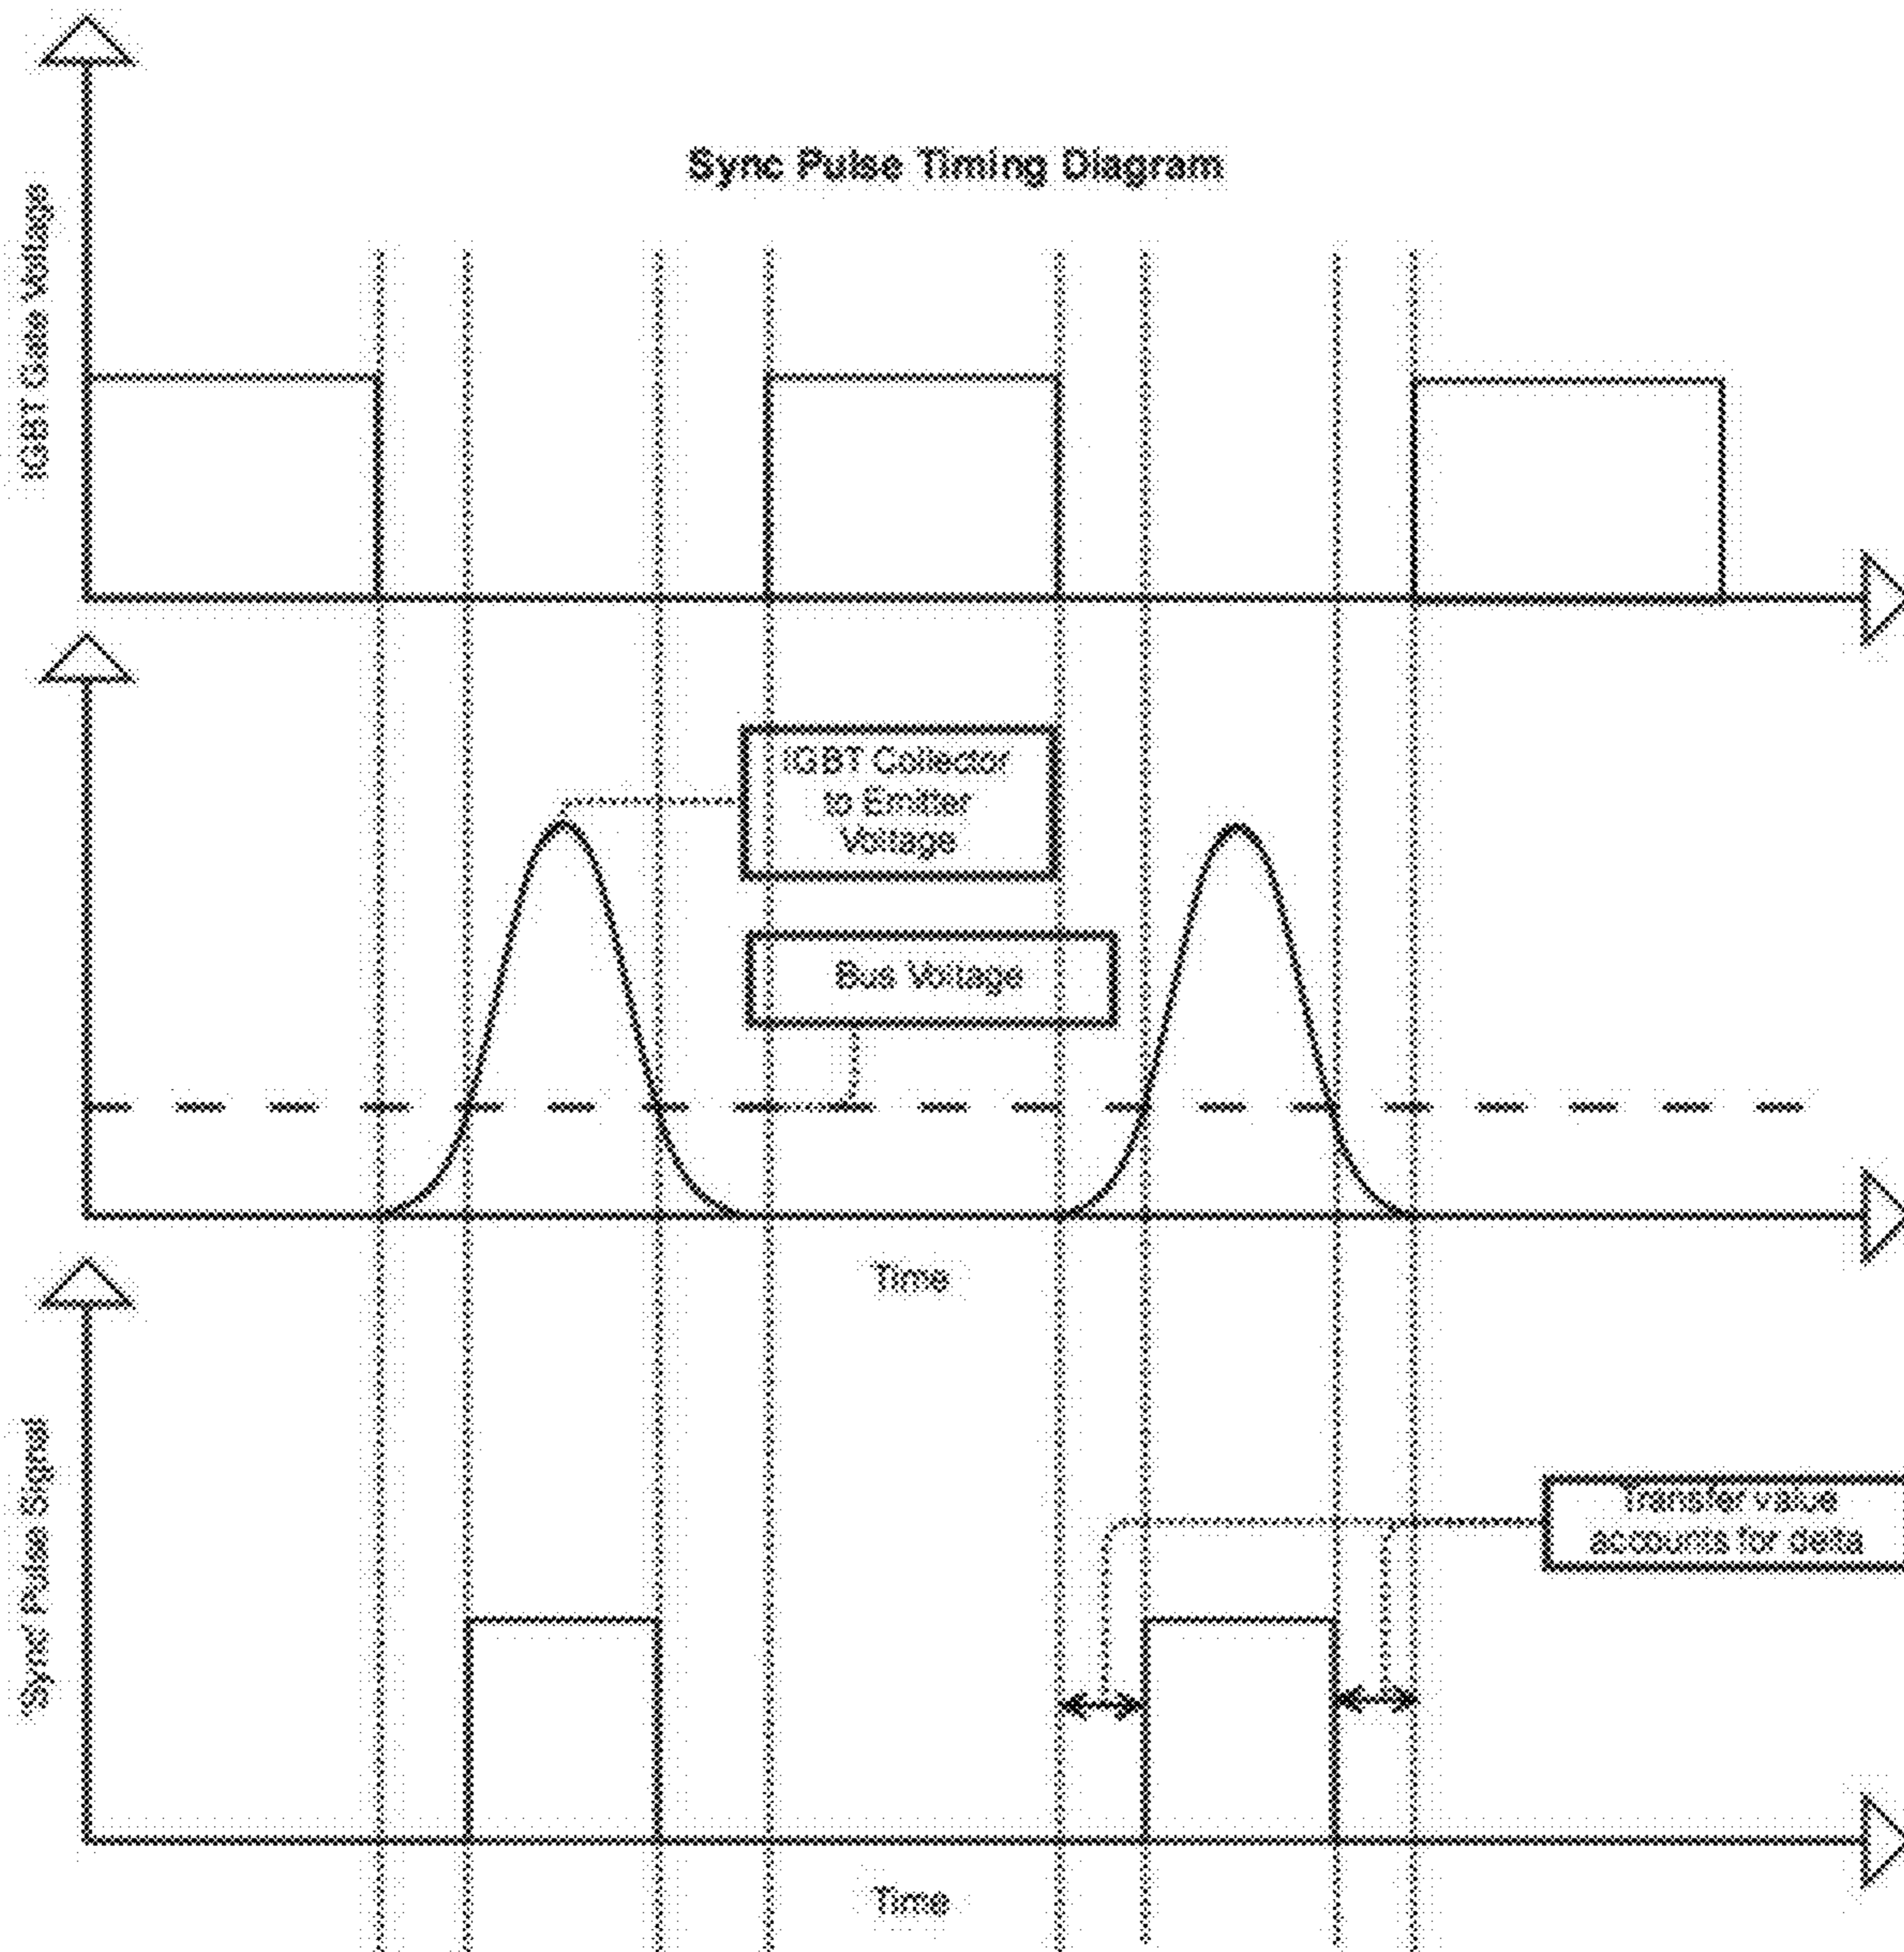 Sync Pulse Timing Diagram
IGBT Gate Voltage
IGBT Collector
to Emitter
Voltage
Bus Voltage
Time
Sync Pulse Signal
Transfer value
accounts for delta
Time